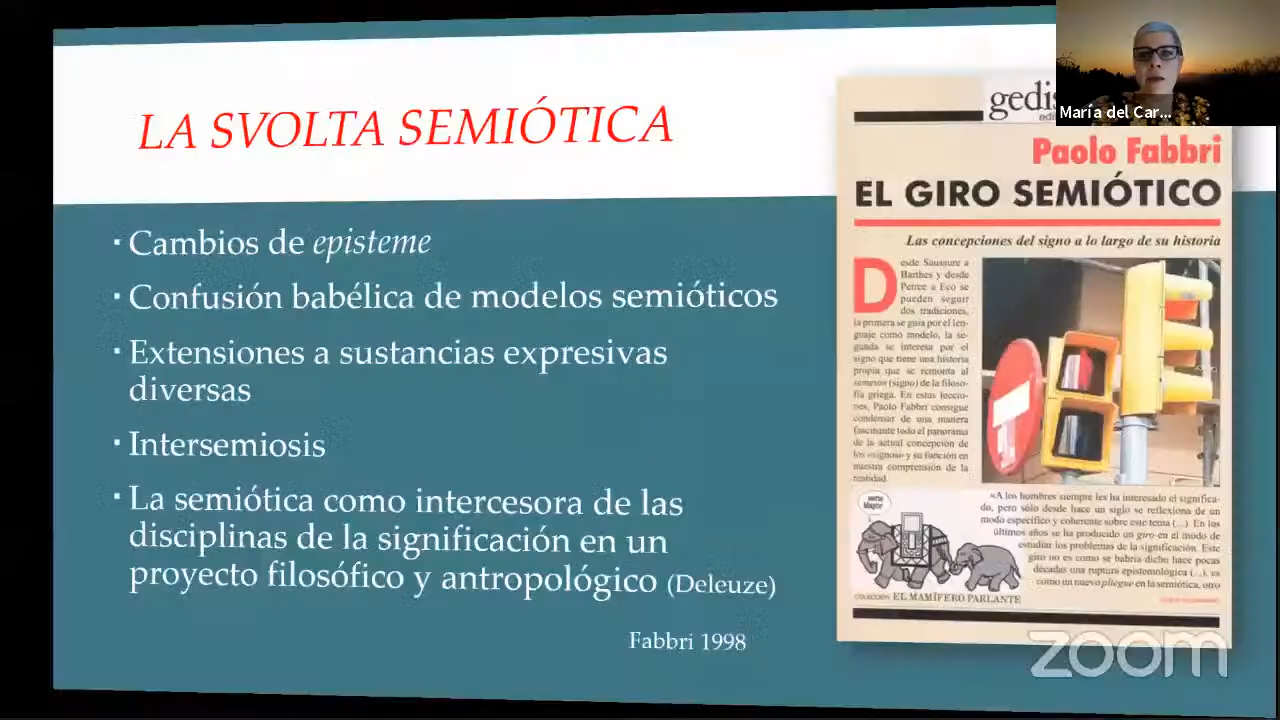 LA SVOLTA SEMIÓTICA
· Cambios de episteme
· Confusión babélica de modelos semióticos
· Extensiones a sustancias expresivas
diversas
· Intersemiosis
· La semiótica como intercesora de las
disciplinas de la significación en un
proyecto filosófico y antropológico (Deleuze)
Fabbri 1998
María del Car...
Paolo Fabbri
EL GIRO SEMIÓTICO
Las concepciones del signo a lo largo de su historia
Desde Saussure a
Barthes y desde
Peirce a Eco se
pueden seguir
dos tradiciones,
la primera se guía por el len-
guaje como modelo, la se-
gunda se interesa por el
signo que tiene una historia
propia que se remonta al
semeion (signo) de la filoso-
fía griega. En estas leccio-
nes, Paolo Fabbri consigue
condensar de una manera
fascinante todo el panorama
de la actual concepción de
los «signos» y su función en
nuestra comprensión de la
realidad.
«A los hombres siempre les ha interesado el significa-
do, pero sólo desde hace un siglo se reflexiona de un
modo específico y coherente sobre este tema (...). En los
últimos años se ha producido un giro en el modo de
estudiar los problemas de la significación. Este
giro no es como se habría dicho hace pocas
décadas una ruptura epistemológica (...), es
como un nuevo pliegue en la semiótica, otro
COLECCIÓN EL MAMÍFERO PARLANTE
zoom